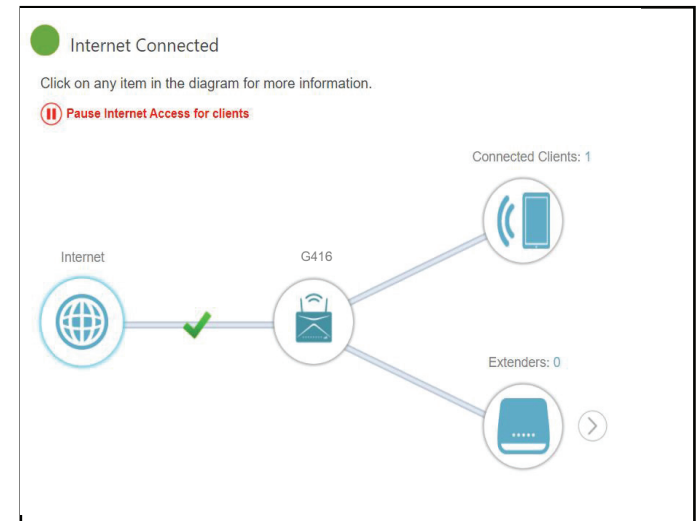 Internet Connected
Click on any item in the diagram for more information.
Pause Internet Access for clients
Connected Clients: 1
Internet
G416
Extenders: 0